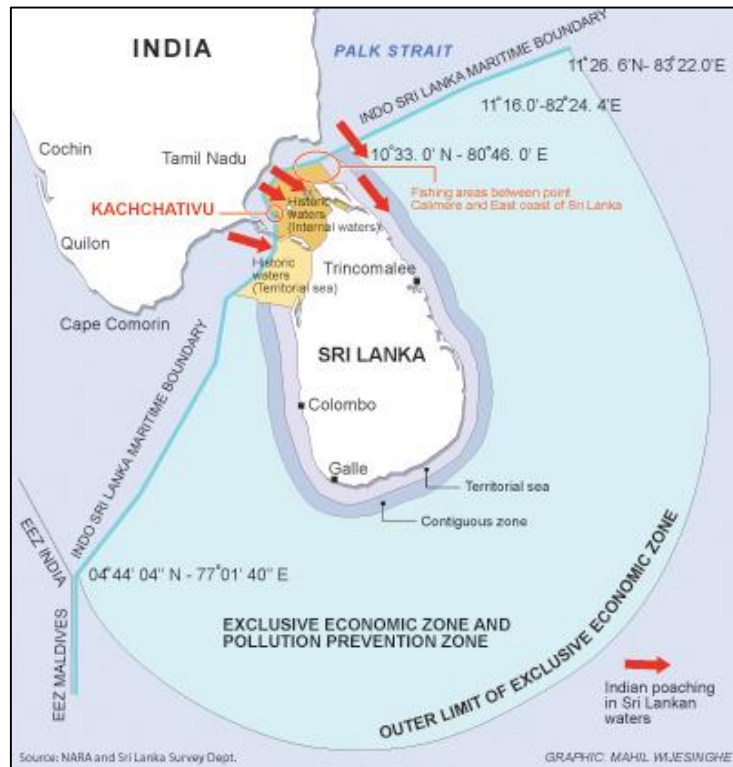 INDIA
PALK STRAIT
INDO SRI LANKA MARITIME BOUNDARY
11°26. 6'N- 83°22.0'E
11°16.0'-82°24. 4'E
10°33. 0' N - 80°46. 0' E
Cochin
Tamil Nadu
Fishing areas between point
Calimere and East coast of Sri Lanka
KACHCHATIVU
Historic
waters
(Internal waters)
Quilon
Historic
waters
(Territorial sea)
Trincomalee
Cape Comorin
SRI LANKA
INDO SRI LANKA MARITIME BOUNDARY
Colombo
Galle
Territorial sea
Contiguous zone
EEZ INDIA
04°44' 04" N - 77°01' 40" E
EEZ MALDIVES
EXCLUSIVE ECONOMIC ZONE AND
POLLUTION PREVENTION ZONE
OUTER LIMIT OF EXCLUSIVE ECONOMIC ZONE
Indian poaching
in Sri Lankan
waters
Source: NARA and Sri Lanka Survey Dept.
GRAPHIC: MAHIL WIJESINGHE